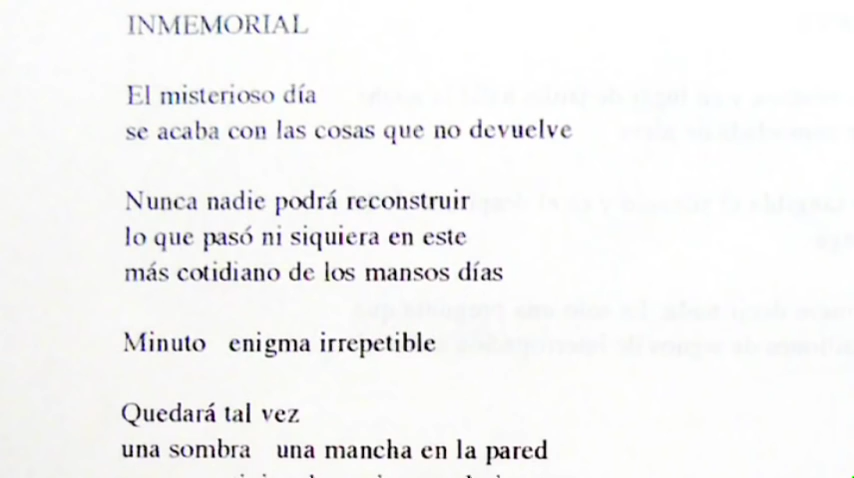 INMEMORIAL
El misterioso día
se acaba con las cosas que no devuelve
Nunca nadie podrá reconstruir
lo que pasó ni siquiera en este
más cotidiano de los mansos días
Minuto enigma irrepetible
Quedará tal vez
una sombra una mancha en la pared